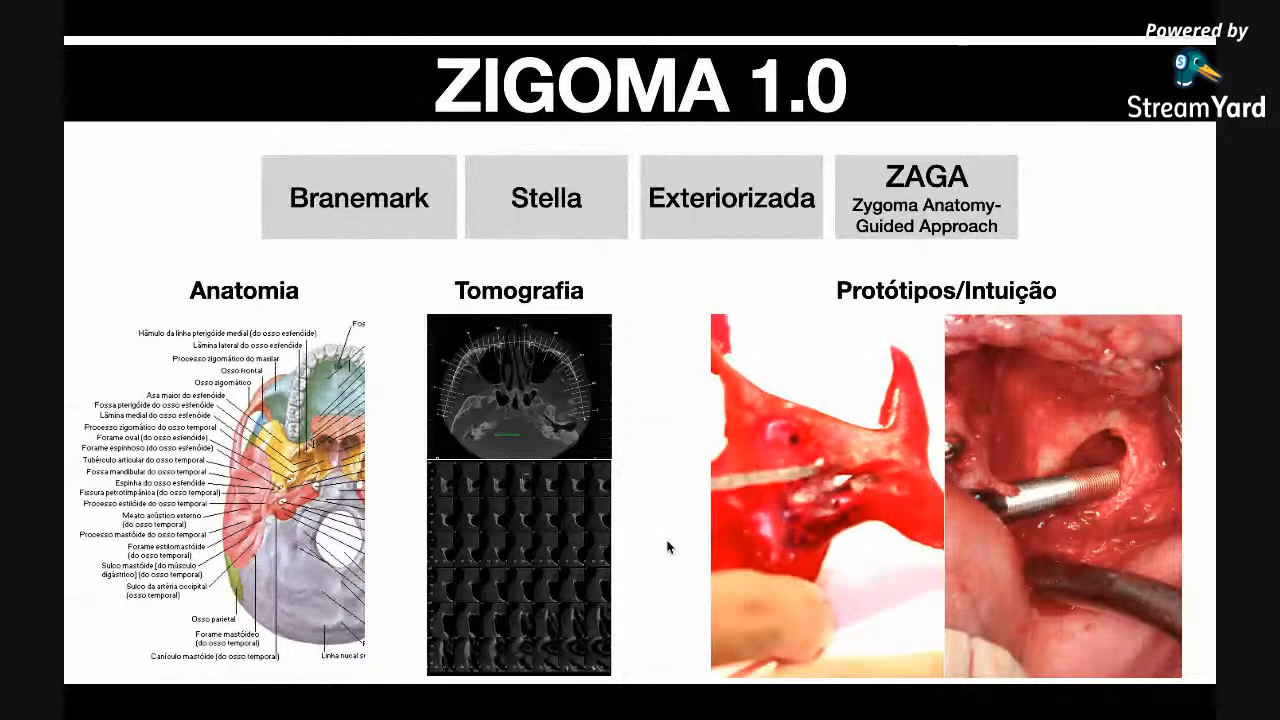 Powered by
StreamYard
ZIGOMA 1.0
Branemark
Stella
Exteriorizada
ZAGA
Zygoma Anatomy-
Guided Approach
Anatomia
Tomografia
Protótipos/Intuição
Fos
Hâmulo da linha pterigóide medial (do osso esfenóide)
Lâmina lateral do osso esfenóide
Processo zigomático do maxilar
Osso frontal
Osso zigomático
Asa maior do esfenóide
Fossa pterigóide do osso esfenóide
Lâmina medial do osso esfenóide
Processo zigomático do osso temporal
Forame oval (do osso esfenóide)
Forame espinhoso (do osso esfenóide)
Tubérculo articular do osso temporal
Fossa mandibular do osso temporal
Espinha do osso esfenóide
Fissura petrotimpânica (do osso temporal)
Processo estilóide do osso temporal
Meato acústico externo
(do osso temporal)
Processo mastóide do osso temporal
Forame estilomastóide
(do osso temporal)
Sulco mastóide [do músculo
digástrico] (do osso temporal)
Sulco da artéria occipital
(osso temporal)
Osso parietal
Forame mastóideo
(do osso temporal)
Canículo mastóide (do osso temporal)
Linha nucal su